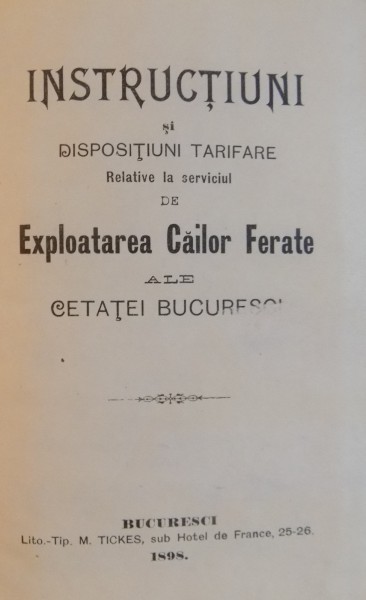 INSTRUCȚIUNI
și
DISPOSIȚIUNI TARIFARE
Relative la serviciul
DE
Exploatarea Căilor Ferate
ALE
CETAȚEI BUCURESCI
BUCURESCI
Lito.-Tip. M. TICKES, sub Hotel de France, 25-26.
1898.